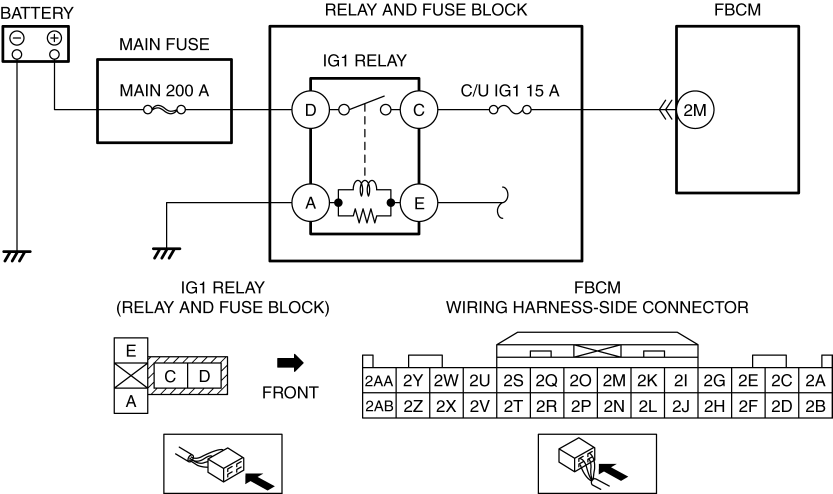 BATTERY
RELAY AND FUSE BLOCK
FBCM
MAIN FUSE
IG1 RELAY
MAIN 200 A
C/U IG1 15 A
D
C
2M
A
E
IG1 RELAY
(RELAY AND FUSE BLOCK)
FBCM
WIRING HARNESS-SIDE CONNECTOR
E
C D
A
FRONT
2AA 2Y 2W 2U 2S 2Q 2O 2M 2K 2I 2G 2E 2C 2A
2AB 2Z 2X 2V 2T 2R 2P 2N 2L 2J 2H 2F 2D 2B